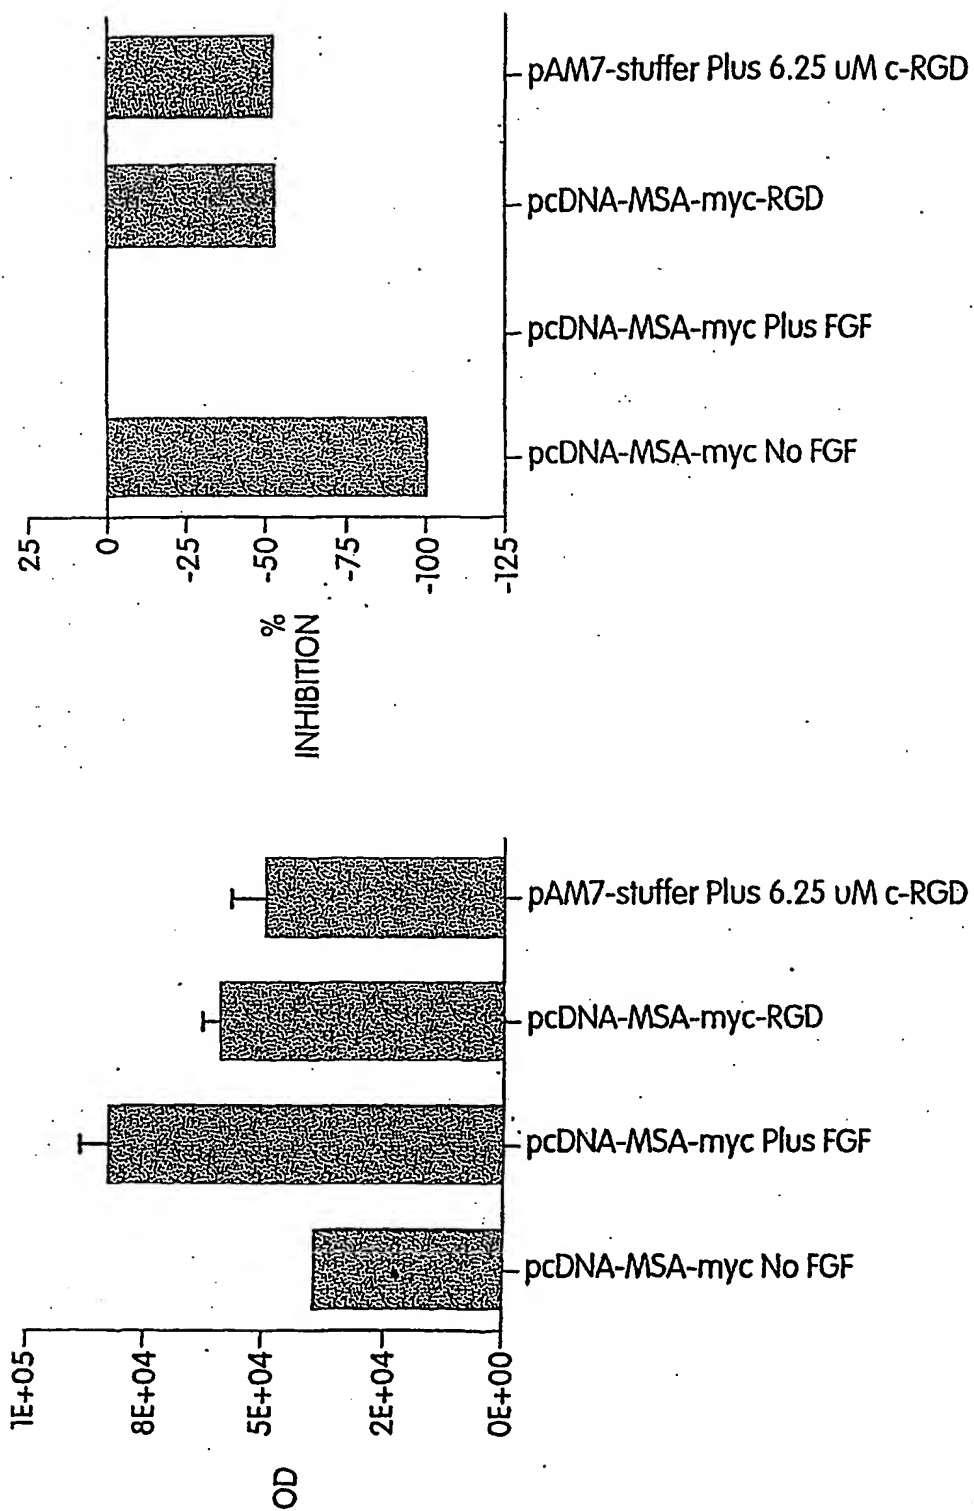 1E+05
8E+04
5E+04
2E+04
0E+00
OD
pcDNA-MSA-myc No FGF
pcDNA-MSA-myc Plus FGF
pcDNA-MSA-myc-RGD
pAM7-stuffer Plus 6.25 uM c-RGD
25
0
-25
-50
-75
-100
-125
%
INHIBITION
pcDNA-MSA-myc No FGF
pcDNA-MSA-myc Plus FGF
pcDNA-MSA-myc-RGD
pAM7-stuffer Plus 6.25 uM c-RGD